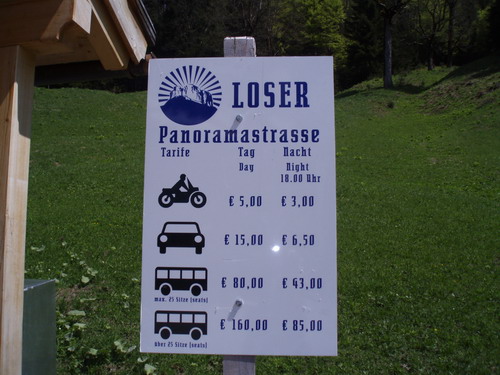 LOSER
Panoramastrasse
Tarife Tag Nacht
Day Night
18.00 Uhr
€ 5,00 € 3,00
€ 15,00 € 6,50
€ 80,00 € 43,00
max. 25 Sitze (seats)
€ 160,00 € 85,00
über 25 Sitze (seats)